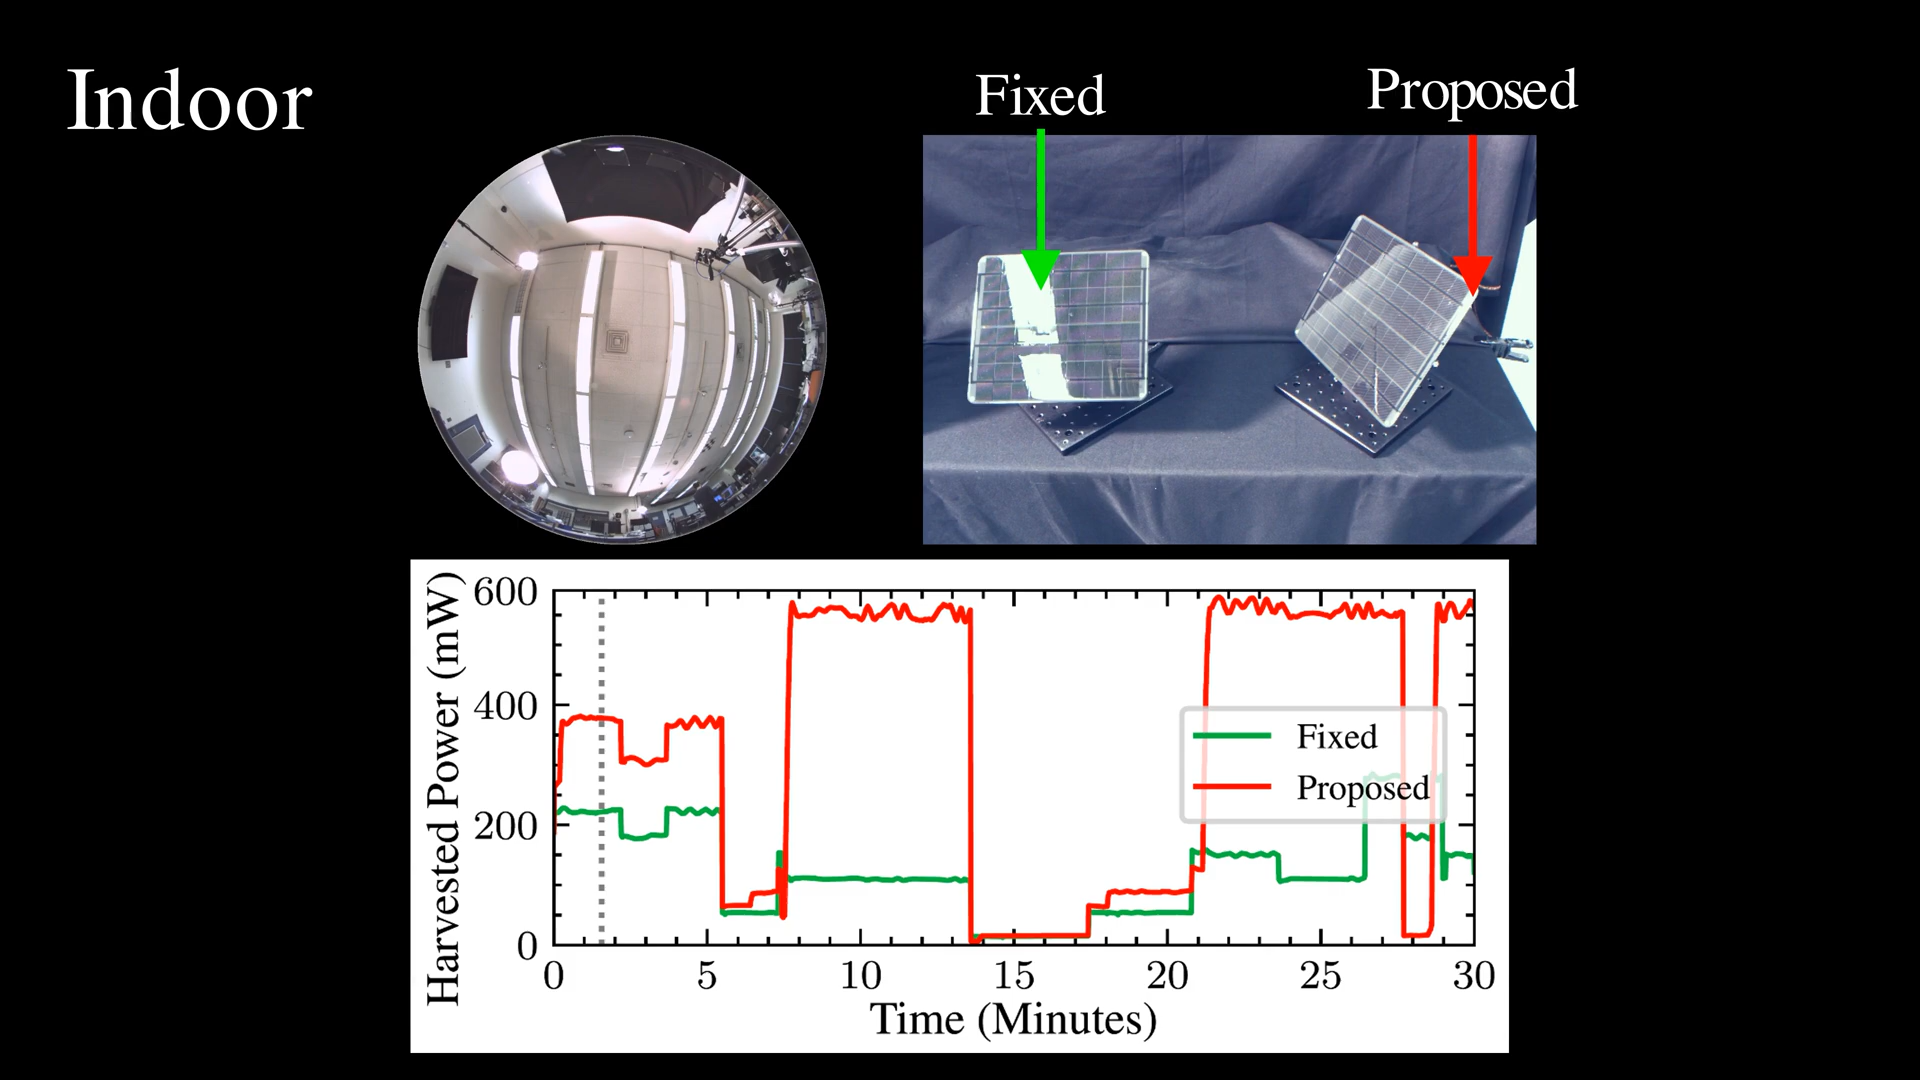 Indoor
Fixed
Proposed
Harvested Power (mW)
600
400
200
0
Fixed
Proposed
0 5 10 15 20 25 30
Time (Minutes)